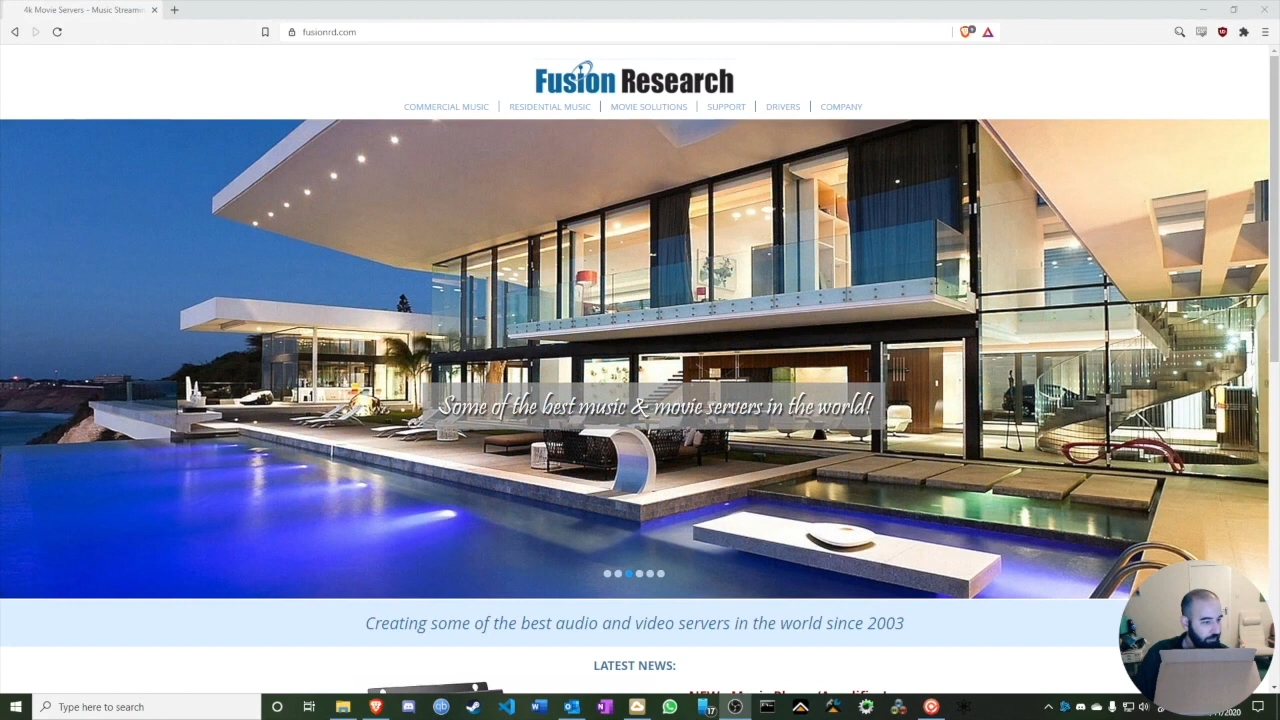 4k Movie Servers - Music Streame
fusionrd.com
Fusion Research
COMMERCIAL MUSIC
RESIDENTIAL MUSIC
MOVIE SOLUTIONS
SUPPORT
DRIVERS
COMPANY
Some of the best music & movie servers in the world!
Creating some of the best audio and video servers in the world since 2003
LATEST NEWS:
Type here to search
17